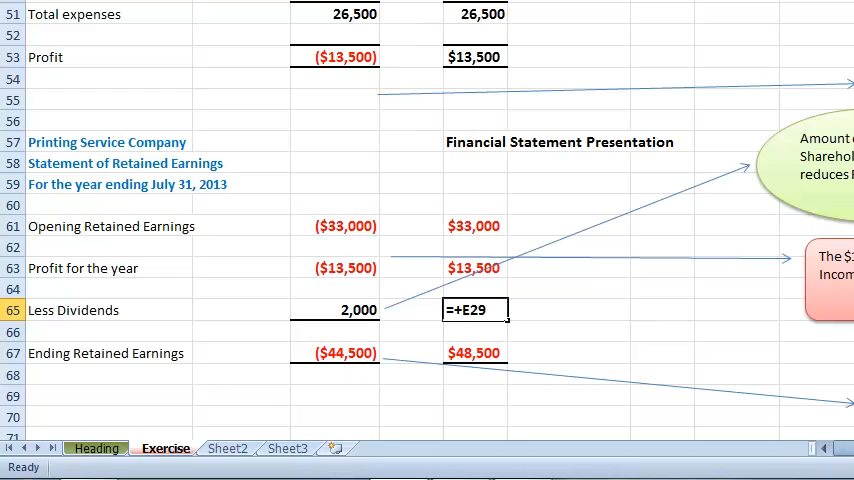 51 Total expenses 26,500 26,500
52
53 Profit ($13,500) $13,500
54
55
56
57 Printing Service Company Financial Statement Presentation
58 Statement of Retained Earnings
59 For the year ending July 31, 2013
60
61 Opening Retained Earnings ($33,000) $33,000
62
63 Profit for the year ($13,500) $13,500
64
65 Less Dividends 2,000 =+E29
66
67 Ending Retained Earnings ($44,500) $48,500
68
69
70
71
Amount
Sharehol
reduces
The $1
Incom
Heading Exercise Sheet2 Sheet3
Ready